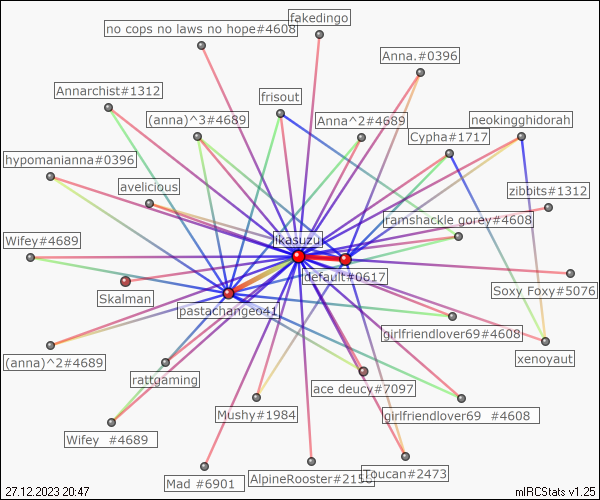 fakedingo
no cops no laws no hope#4608
Anna.#0396
Annarchist#1312
frisout
(anna)^3#4689
Anna^2#4689
neokingghidorah
Cypha#1717
hypomanianna#0396
avelicious
zibbits#1312
ramshackle gorey#4608
Wifey#4689
likasuzuki
default#0617
Skalman
Soxy Foxy#5076
pastachangeo41
girlfriendlover69#4608
(anna)^2#4689
xenoyaut
rattgaming
ace deucy#7097
Mushy#1984
girlfriendlover69 #4608
Wifey #4689
Toucan#2473
Mad #6901
AlpineRooster#2150
27.12.2023 20:47
mIRCStats v1.25